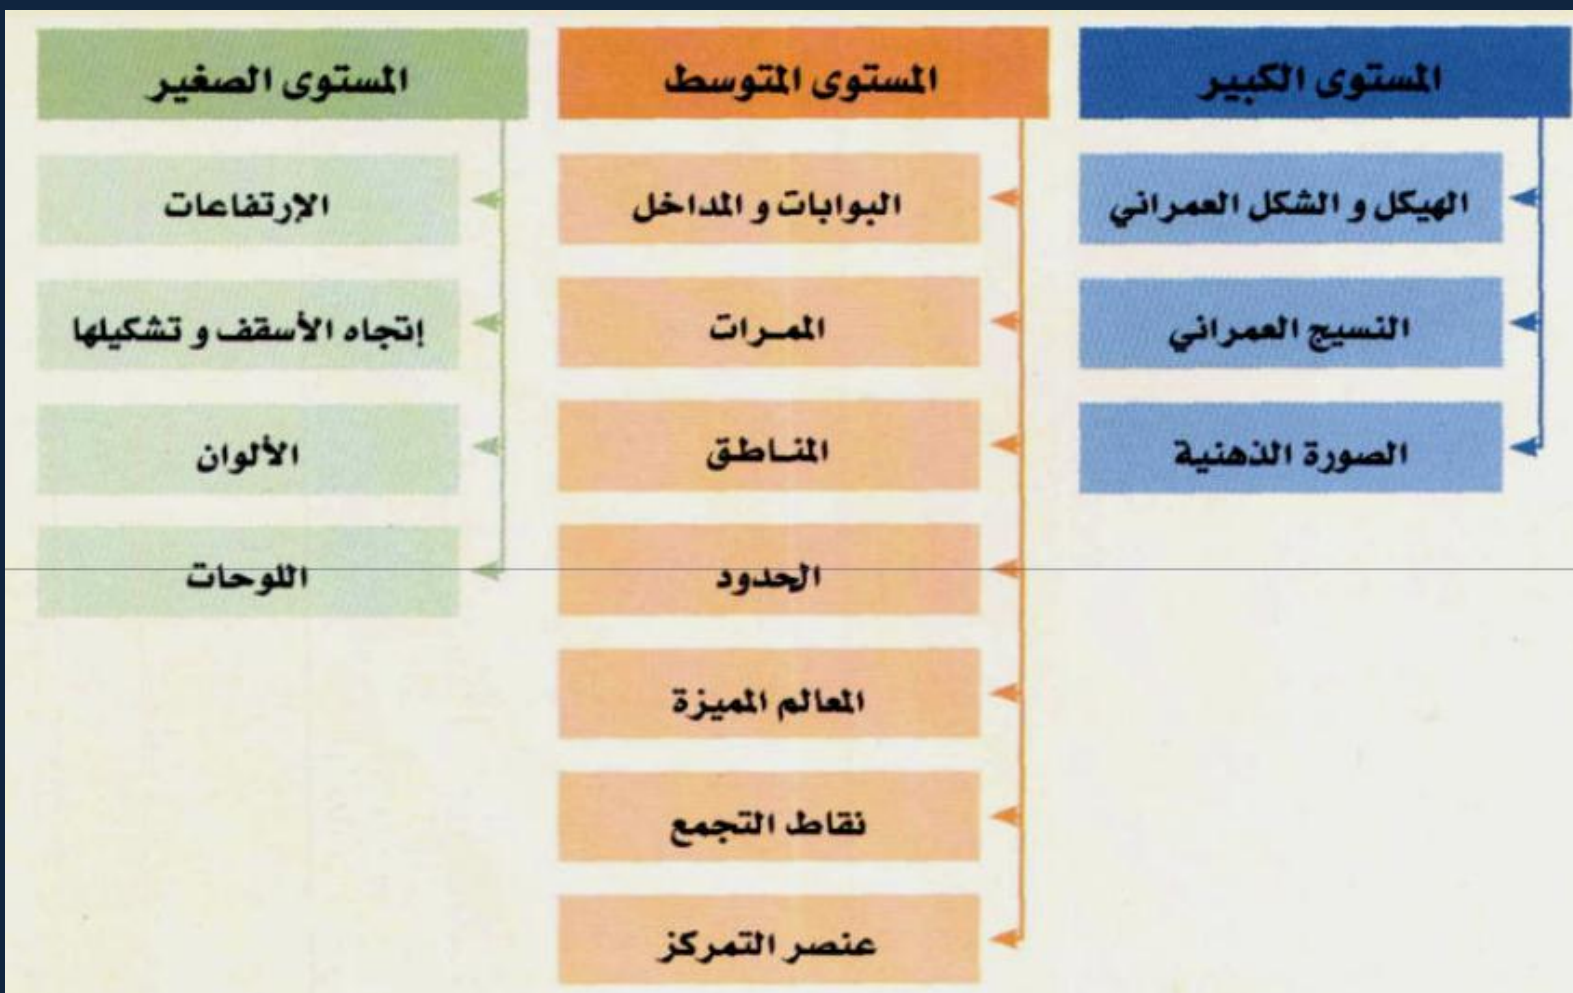 المستوى الكبير
الهيكل و الشكل العمراني
النسيج العمراني
الصورة الذهنية
المستوى المتوسط
البوابات و المداخل
الممـرات
المنـاطق
الحدود
المعالم المميزة
نقاط التجمع
عنصر التمركز
المستوى الصغير
الإرتفاعات
إتجاه الأسقف و تشكيلها
الألوان
اللوحات